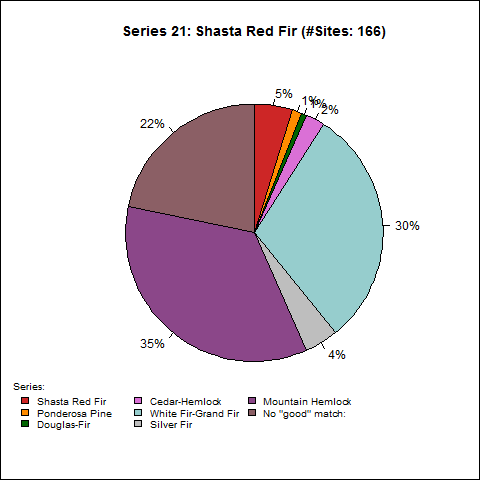 Series 21: Shasta Red Fir (#Sites: 166)
5%
1%
1%
2%
22%
30%
35%
4%
Series:
Shasta Red Fir Cedar-Hemlock Mountain Hemlock
Ponderosa Pine White Fir-Grand Fir No "good" match:
Douglas-Fir Silver Fir